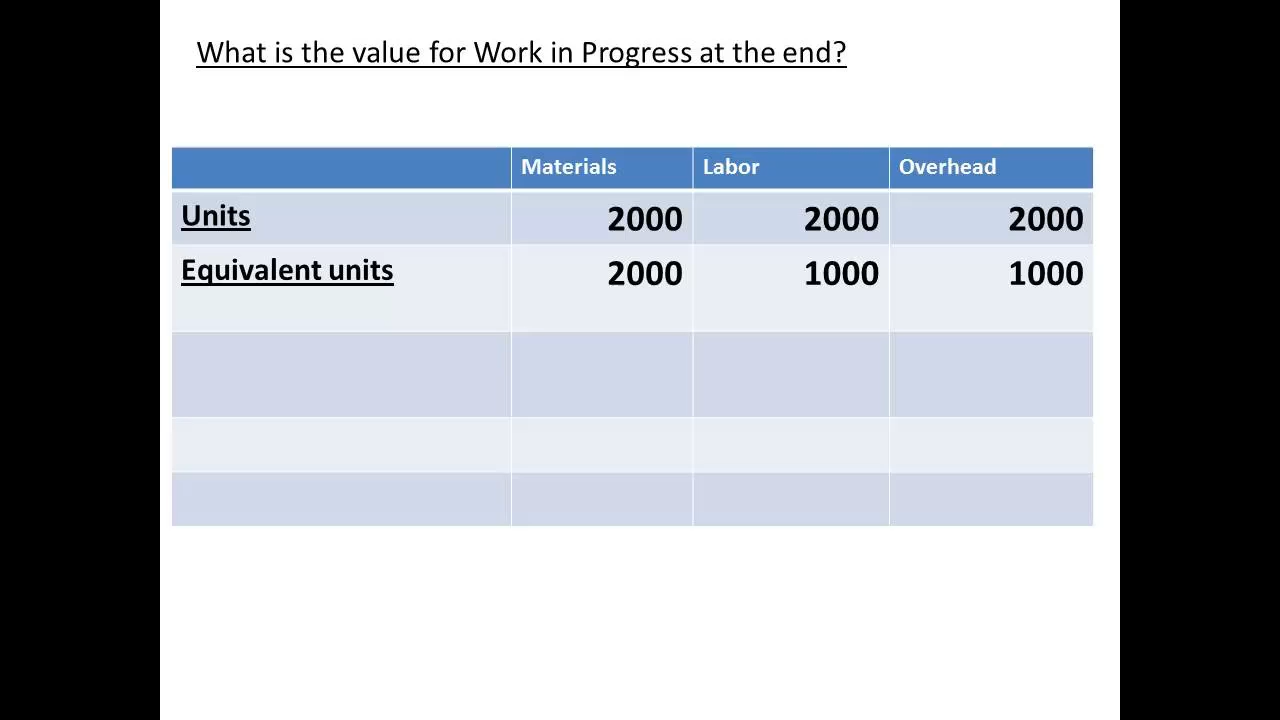 What is the value for Work in Progress at the end?
Materials Labor Overhead
Units 2000 2000 2000
Equivalent units 2000 1000 1000